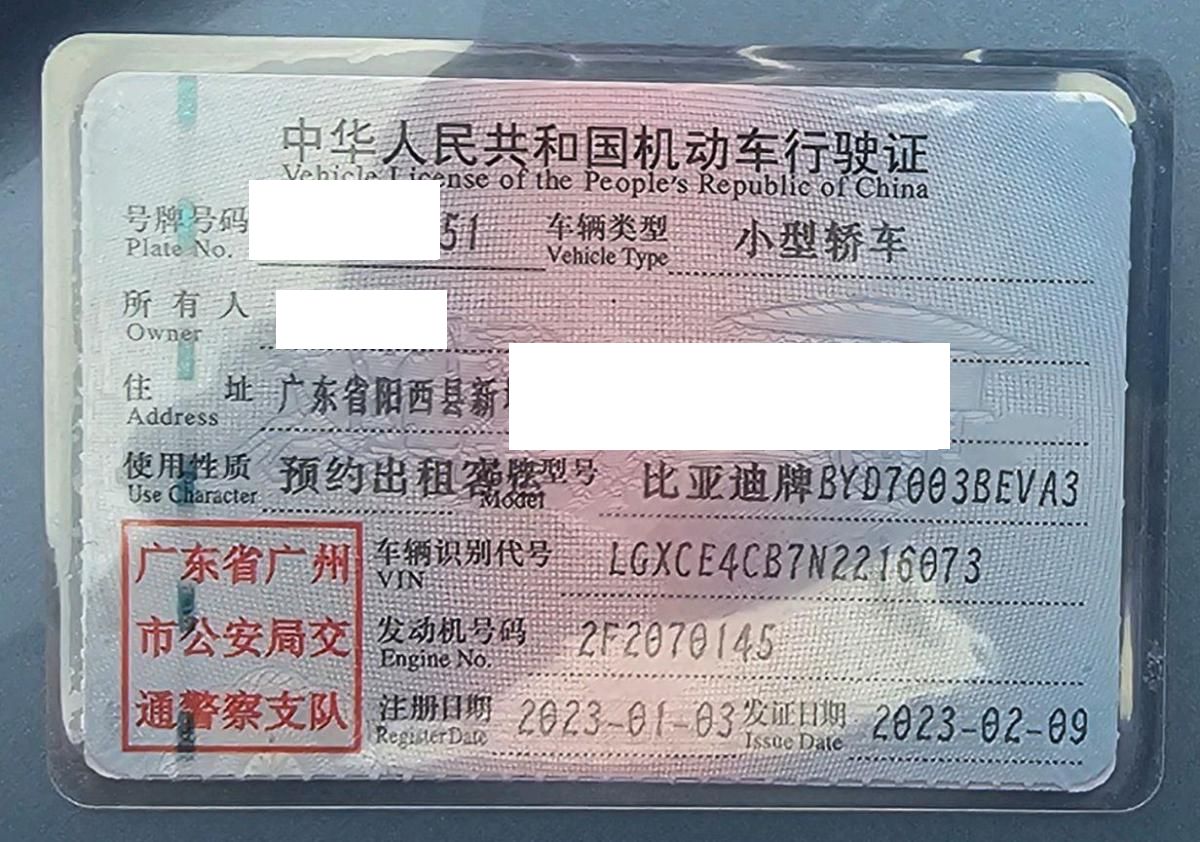 中华人民共和国机动车行驶证
Vehicle License of the People's Republic of China
号牌号码 51 车辆类型 小型轿车
Plate No. Vehicle Type
所有人
Owner
住址 广东省阳西县新
Address
使用性质 预约出租客运 品牌型号 比亚迪牌BYD7003BEVA3
Use Character Model
广东省广州 车辆识别代号 LGXCE4CB7N2216073
VIN
市公安局交 发动机号码 2F2070145
Engine No.
通警察支队 注册日期 2023-01-03 发证日期 2023-02-09
Register Date Issue Date